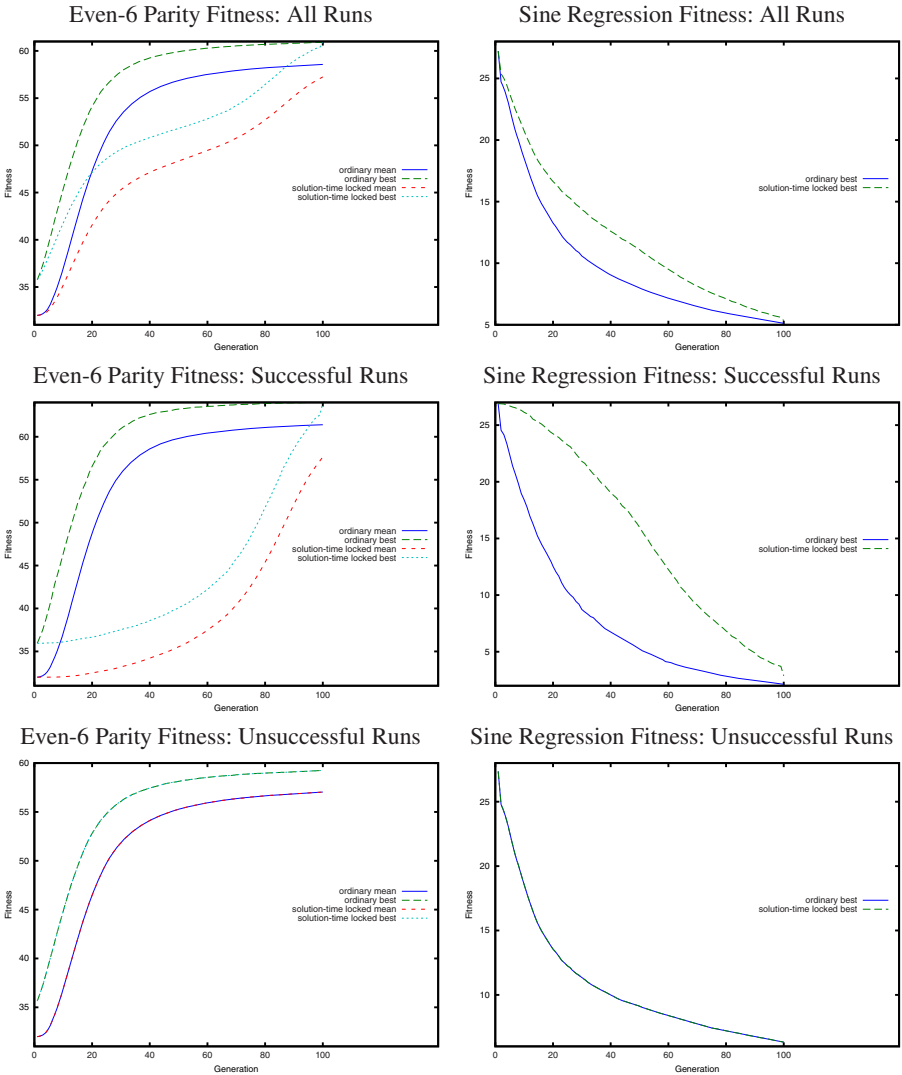 Even-6 Parity Fitness: All Runs
60
55
50
45
40
35
0 20 40 60 80 100
Fitness
Generation
ordinary mean
ordinary best
solution-time locked mean
solution-time locked best
Sine Regression Fitness: All Runs
25
20
15
10
5
0 20 40 60 80 100
Fitness
Generation
ordinary best
solution-time locked best
Even-6 Parity Fitness: Successful Runs
60
55
50
45
40
35
0 20 40 60 80 100
Fitness
Generation
ordinary mean
ordinary best
solution-time locked mean
solution-time locked best
Sine Regression Fitness: Successful Runs
25
20
15
10
5
0 20 40 60 80 100
Fitness
Generation
ordinary best
solution-time locked best
Even-6 Parity Fitness: Unsuccessful Runs
60
55
50
45
40
35
0 20 40 60 80 100
Fitness
Generation
ordinary mean
ordinary best
solution-time locked mean
solution-time locked best
Sine Regression Fitness: Unsuccessful Runs
25
20
15
10
0 20 40 60 80 100
Fitness
Generation
ordinary best
solution-time locked best